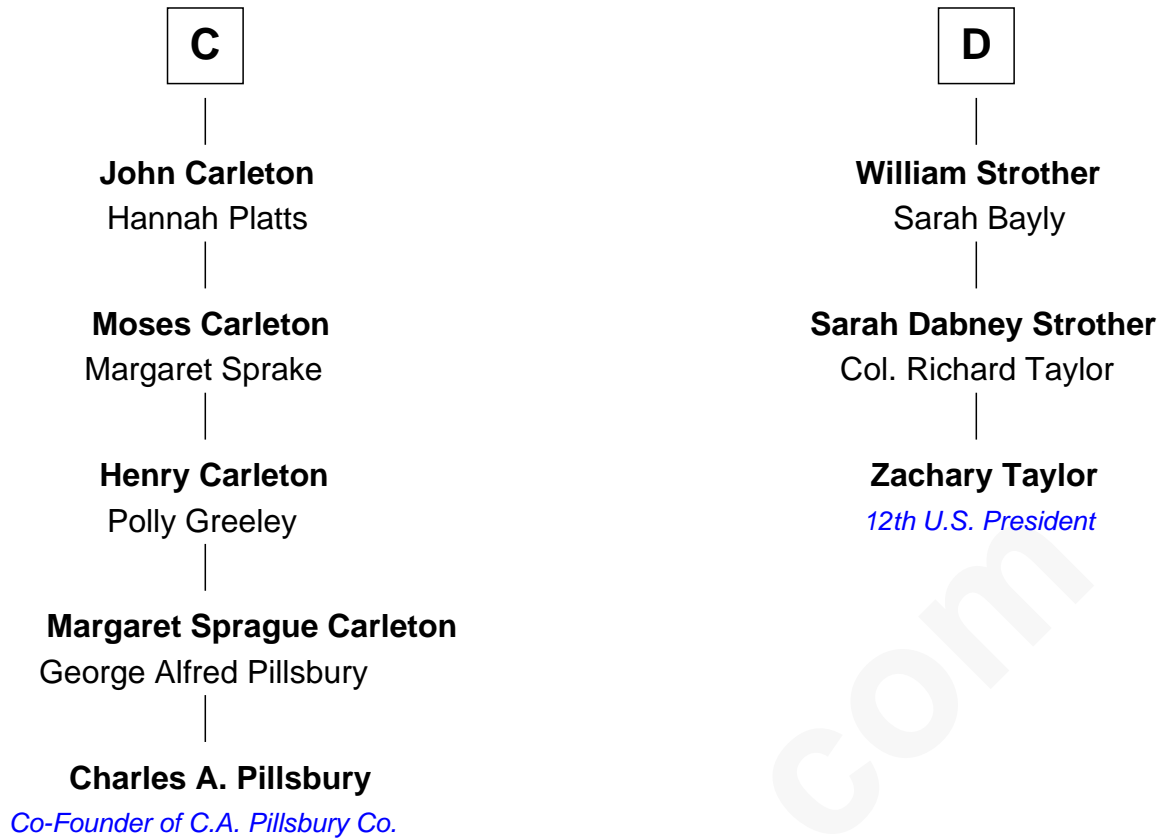 C
John Carleton
Hannah Platts
Moses Carleton
Margaret Sprake
Henry Carleton
Polly Greeley
Margaret Sprague Carleton
George Alfred Pillsbury
Charles A. Pillsbury
Co-Founder of C.A. Pillsbury Co.
D
William Strother
Sarah Bayly
Sarah Dabney Strother
Col. Richard Taylor
Zachary Taylor
12th U.S. President
com